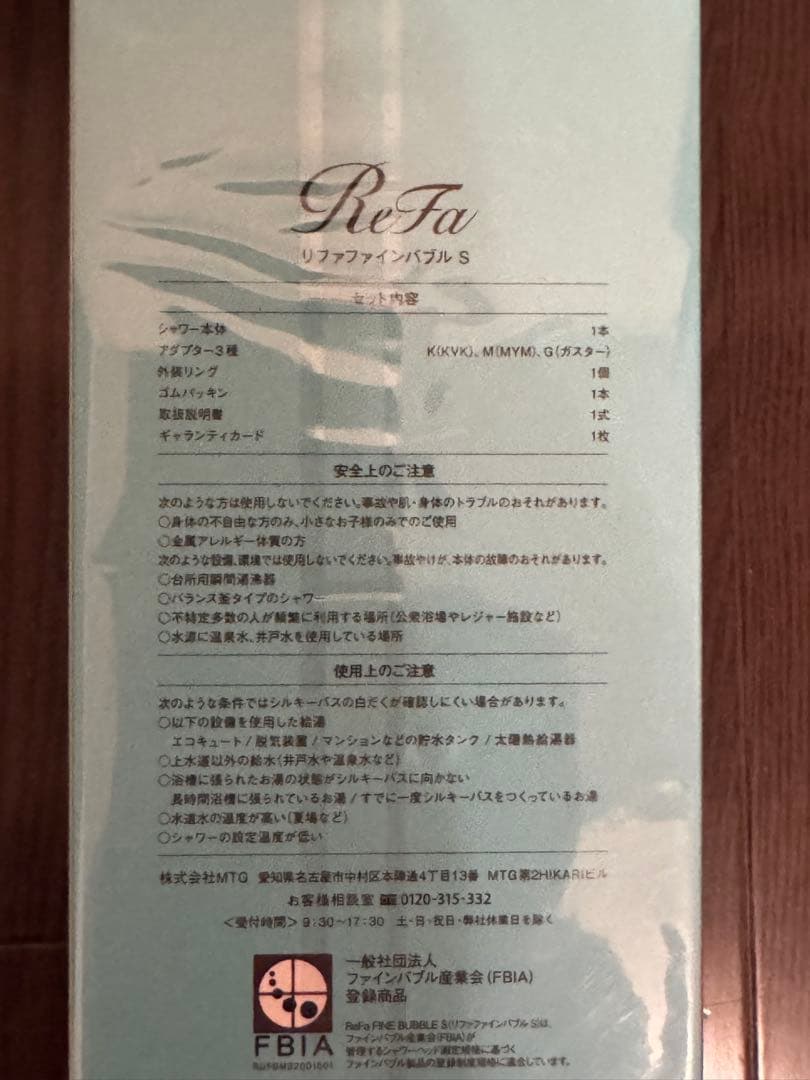 ReFa
リファファインバブル S
セット内容
シャワー本体 1本
アダプター3種 K(KVK)、M(MYM)、G(ガスター)
外装リング 1個
ゴムパッキン 1本
取扱説明書 1式
ギャランティカード 1枚
安全上のご注意
次のような方は使用しないでください。事故や肌・身体のトラブルのおそれがあります。
○身体の不自由な方のみ、小さなお子様のみでのご使用
○金属アレルギー体質の方
次のような設備、環境では使用しないでください。事故やけが、本体の故障のおそれがあります。
○台所用瞬間湯沸器
○バランス釜タイプのシャワー
○不特定多数の人が頻繁に利用する場所(公衆浴場やレジャー施設など)
○水源に温泉水、井戸水を使用している場所
使用上のご注意
次のような条件ではシルキーバスの白だくが確認しにくい場合があります。
○以下の設備を使用した給湯
エコキュート/脱気装置/マンションなどの貯水タンク/太陽熱給湯器
○上水道以外の給水(井戸水や温泉水など)
○浴槽に張られたお湯の状態がシルキーバスに向かない
長時間浴槽に張られているお湯/すでに一度シルキーバスをつくっているお湯
○水道水の温度が高い(夏場など)
○シャワーの設定温度が低い
株式会社MTG 愛知県名古屋市中村区本陣通4丁目13番 MTG第2HIKARIビル
お客様相談室 0120-315-332
<受付時間> 9:30~17:30 土・日・祝日・弊社休業日を除く
一般社団法人
ファインバブル産業会(FBIA)
登録商品
FBIA
ReFa FINE BUBBLE S(リファファインバブル S)は、
ファインバブル産業会(FBIA)が
管理するシャワーヘッド測定規格に基づく
ファインバブル製品の登録制度規格に適合しています。